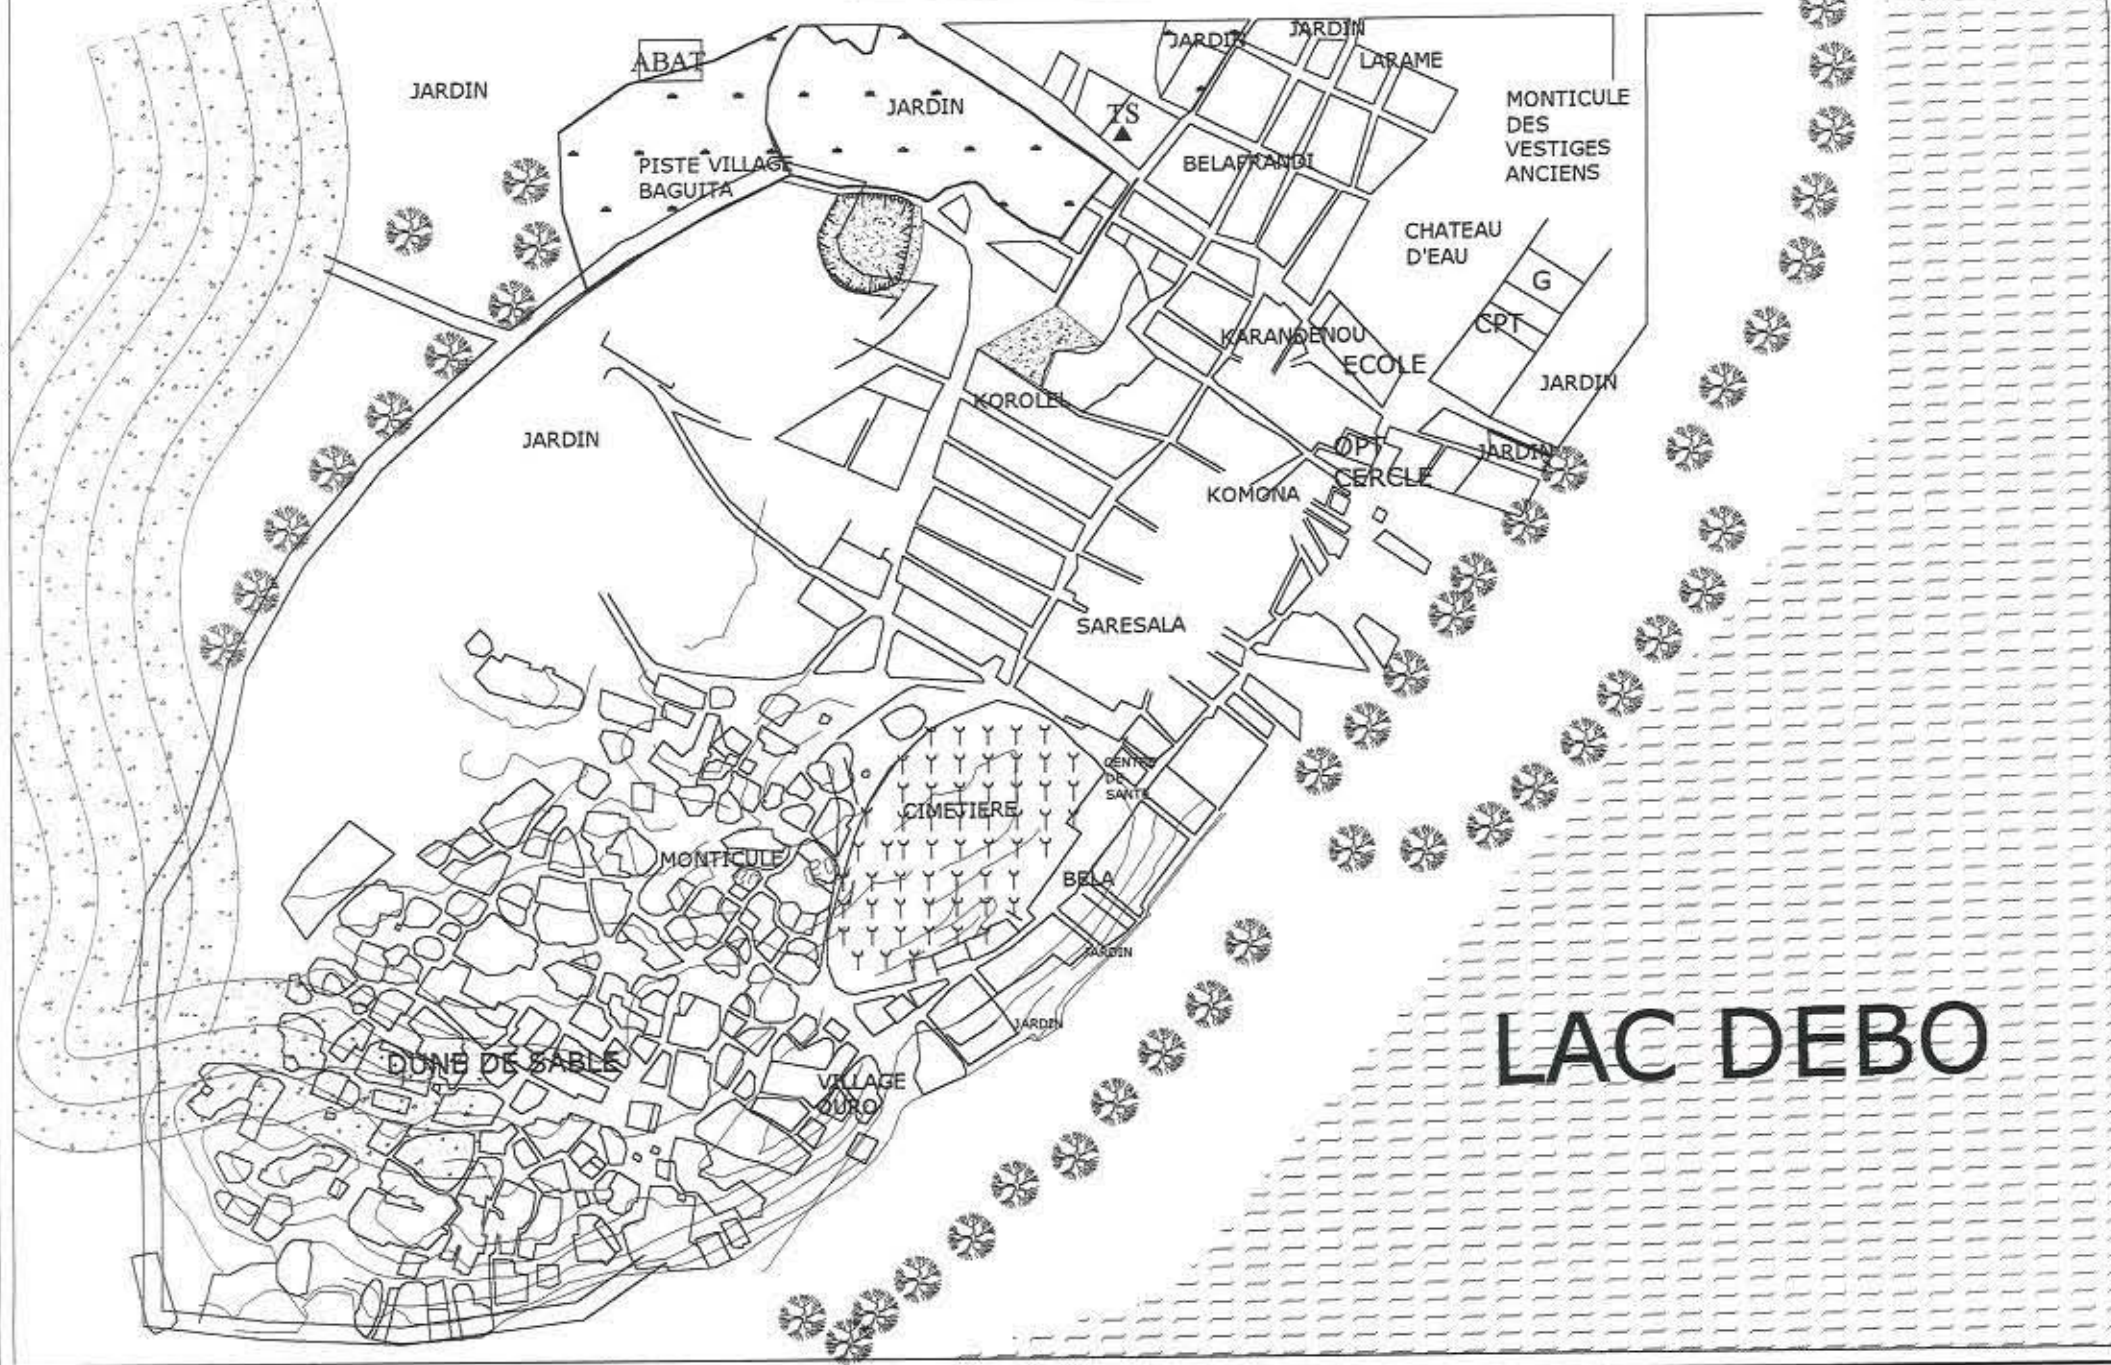 JARDIN
JARDIN
LARAME
JARDIN
ABAT
JARDIN
MONTICULE
DES
VESTIGES
ANCIENS
TS
PISTE VILLAGE
BAGUITA
BELAFRANDI
CHATEAU
D'EAU
G
CPT
KARANDENOU
ECOLE
JARDIN
KOROLEL
JARDIN
OPT
CERCLE
JARDIN
KOMONA
SARESALA
CENTRE
DE
SANTE
CIMETIERE
MONTICULE
BELA
JARDIN
JARDIN
LAC DEBO
DUNE DE SABLE
VILLAGE
OURO